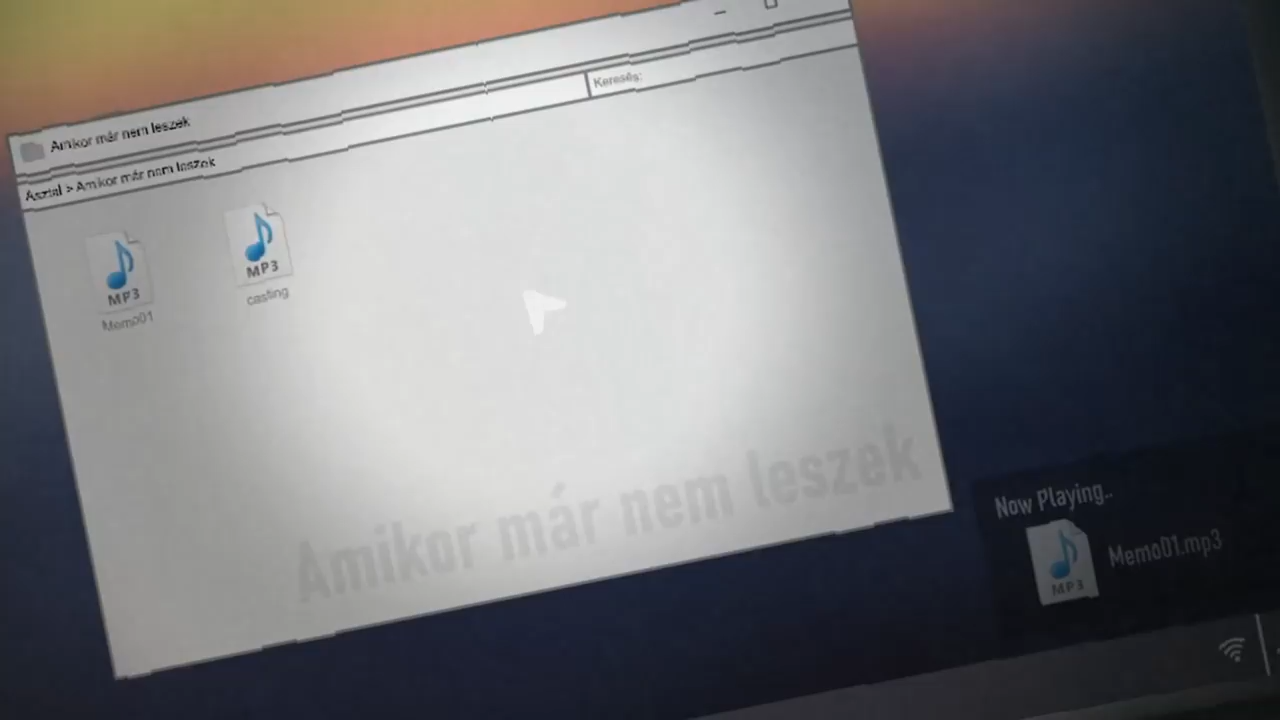 Amikor már nem leszek
Asztal > Amikor már nem leszek
Keresés:
MP3
Memo01
MP3
casting
Amikor már nem leszek
Now Playing..
MP3
Memo01.mp3